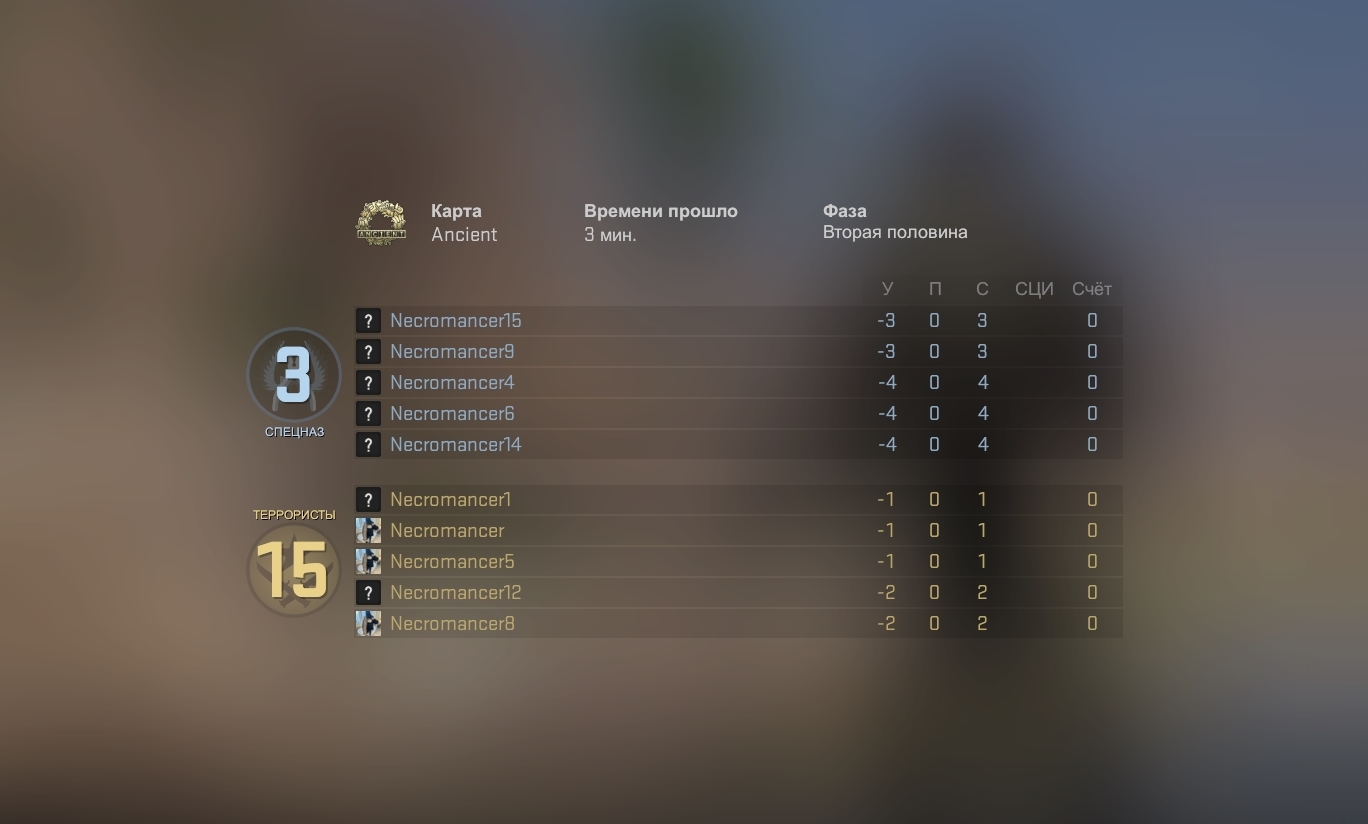 Карта Времени прошло Фаза
ANCIENT Ancient 3 мин. Вторая половина
У П С СЦИ Счёт
? Necromancer15 -3 0 3 0
? Necromancer9 -3 0 3 0
? Necromancer4 -4 0 4 0
? Necromancer6 -4 0 4 0
? Necromancer14 -4 0 4 0
3
СПЕЦНАЗ
? Necromancer1 -1 0 1 0
Necromancer -1 0 1 0
Necromancer5 -1 0 1 0
? Necromancer12 -2 0 2 0
Necromancer8 -2 0 2 0
ТЕРРОРИСТЫ
15